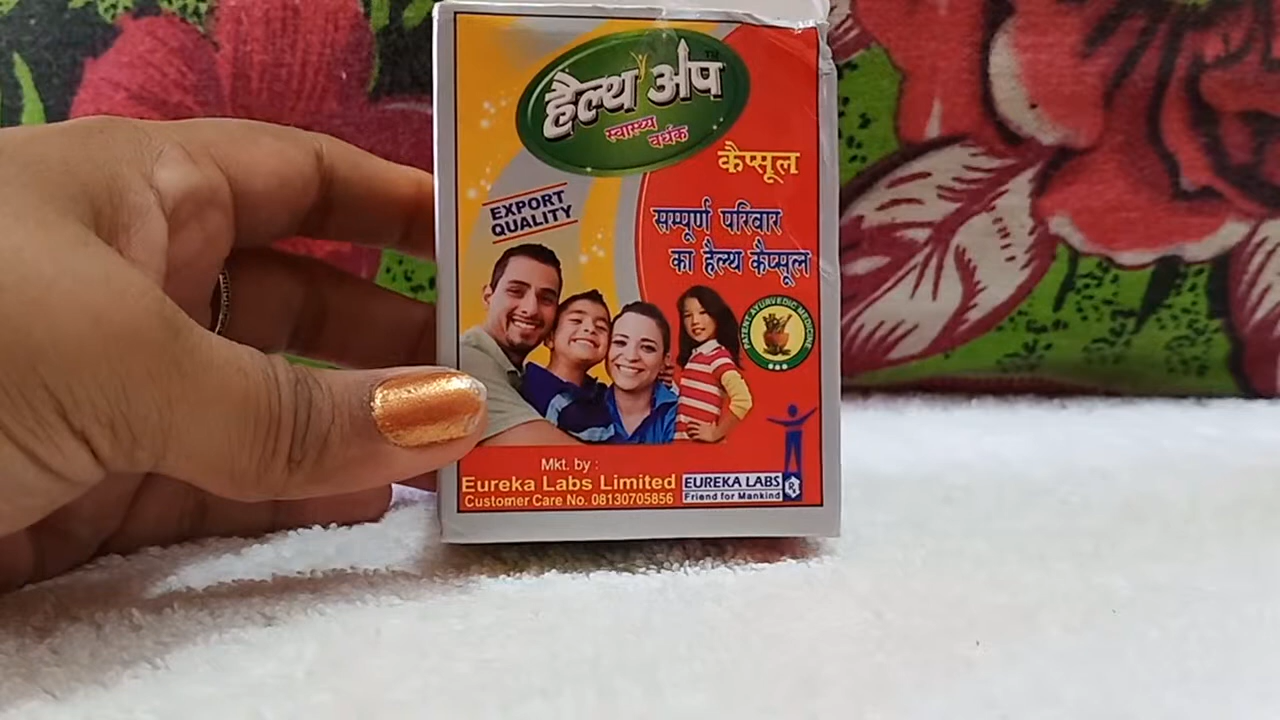 हैल्थ अप
TM
स्वास्थ्य
वर्धक
कैप्सूल
EXPORT
QUALITY
सम्पूर्ण परिवार
का हैल्थ कैप्सूल
PATENT AYURVEDIC MEDICINE
Mkt. by :
Eureka Labs Limited
Customer Care No. 08130705856
EUREKA LABS
Friend for Mankind